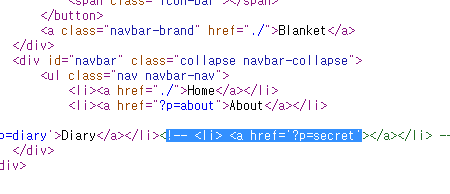 <span class="icon-bar"></span>
</button>
<a class="navbar-brand" href="./">Blanket</a>
</div>
<div id="navbar" class="collapse navbar-collapse">
<ul class="nav navbar-nav">
<li><a href="./">Home</a></li>
<li><a href="?p=about">About</a></li>
p=diary">Diary</a></li><!-- <li> <a href="?p=secret"></a></li> --
</div>
div>